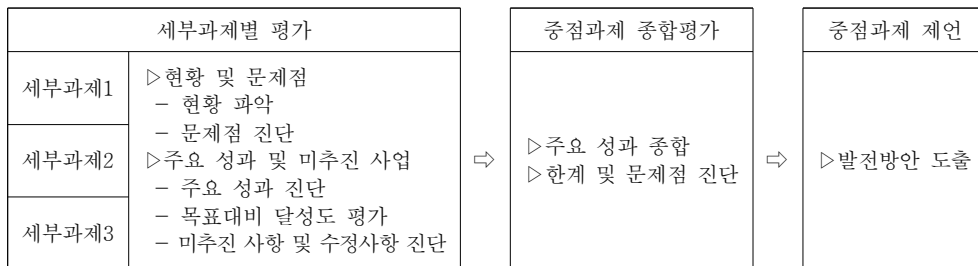 세부과제별 평가
세부과제1
세부과제2
세부과제3
▷현황 및 문제점
- 현황 파악
- 문제점 진단
▷주요 성과 및 미추진 사업
- 주요 성과 진단
- 목표대비 달성도 평가
- 미추진 사항 및 수정사항 진단
⇨
중점과제 종합평가
▷주요 성과 종합
▷한계 및 문제점 진단
⇨
중점과제 제언
▷발전방안 도출